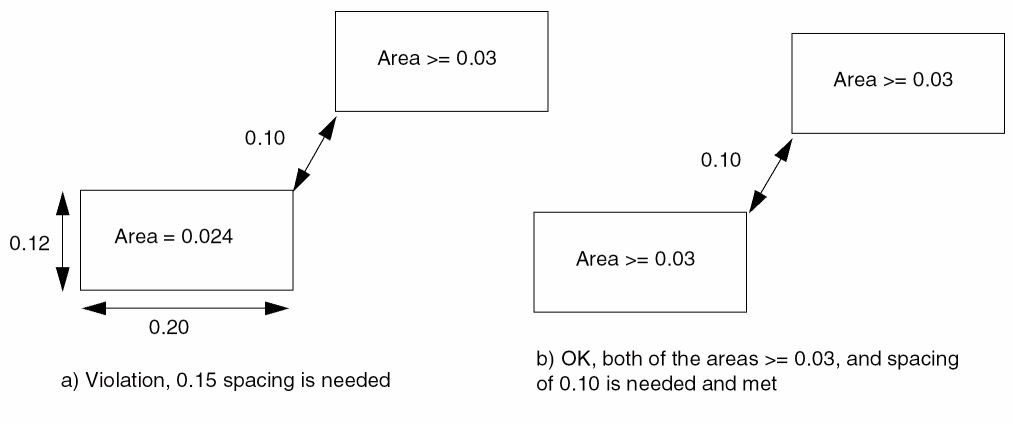 Area >= 0.03
0.10
0.12
Area = 0.024
0.20
a) Violation, 0.15 spacing is needed
Area >= 0.03
0.10
Area >= 0.03
b) OK, both of the areas >= 0.03, and spacing
of 0.10 is needed and met